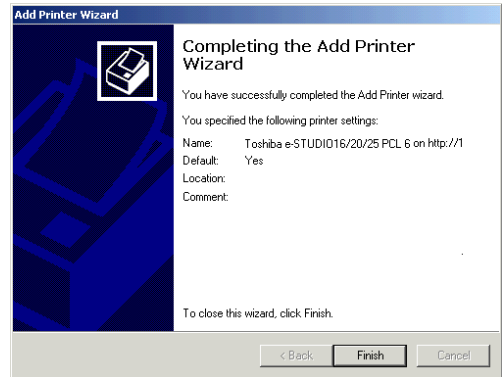 Add Printer Wizard
Completing the Add Printer
Wizard
You have successfully completed the Add Printer wizard.
You specified the following printer settings:
Name: Toshiba e-STUDIO16/20/25 PCL 6 on http://1
Default: Yes
Location:
Comment:
To close this wizard, click Finish.
< Back Finish Cancel